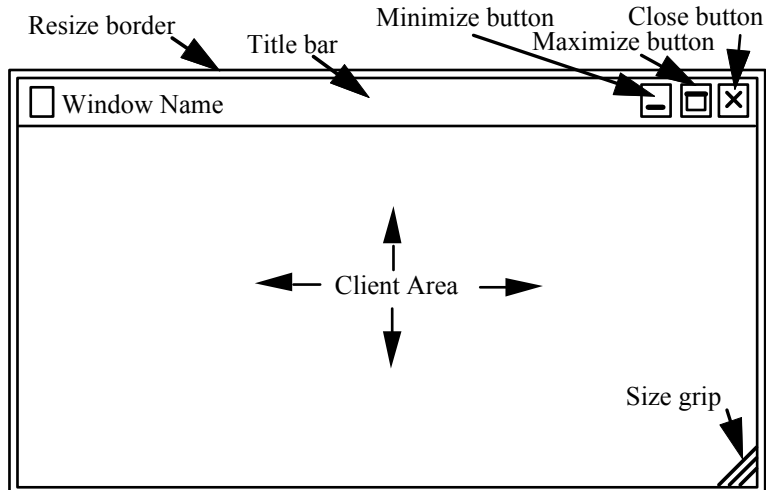 Minimize button
Close button
Resize border
Title bar
Maximize button
Window Name
Client Area
Size grip